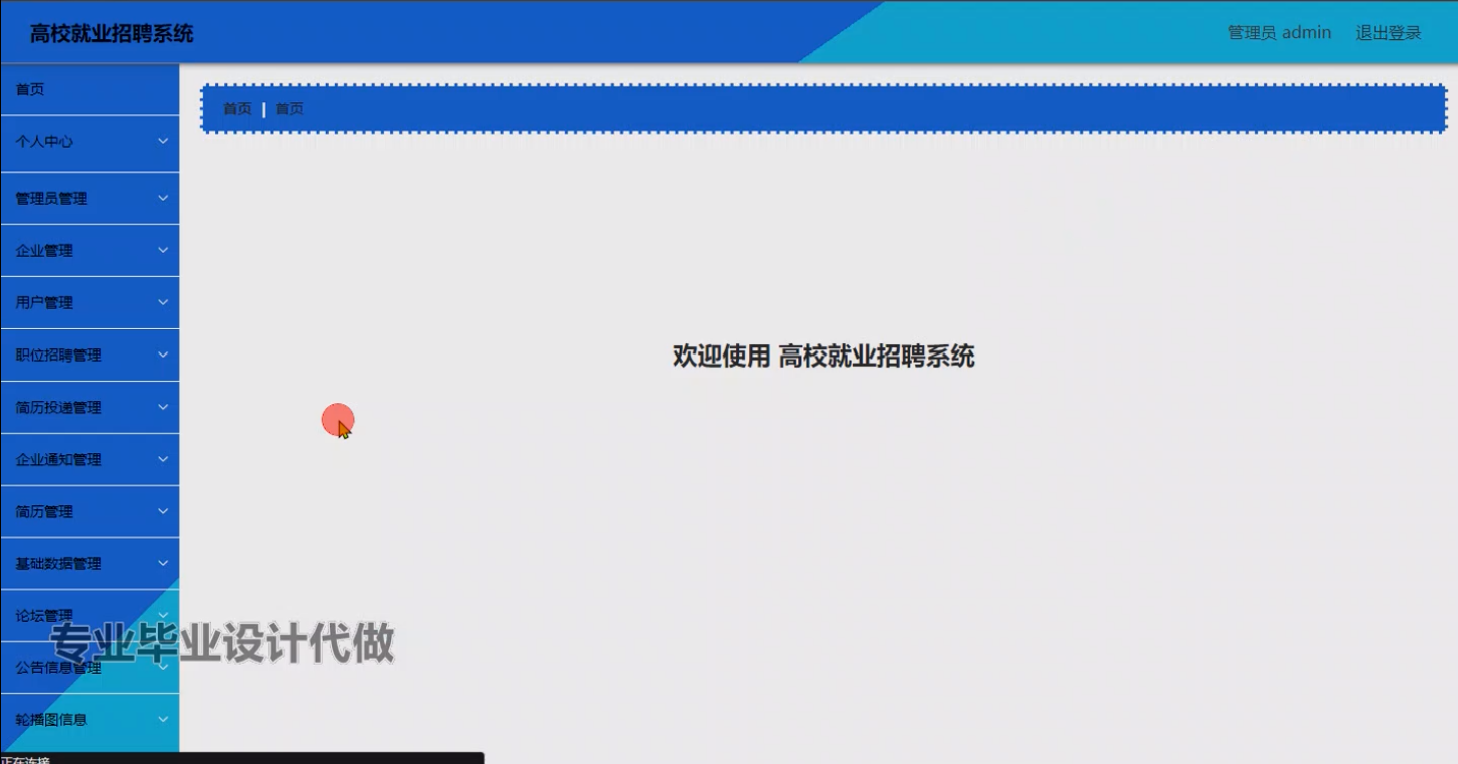 高校就业招聘系统
管理员 admin 退出登录
首页
首页 | 首页
个人中心
管理员管理
企业管理
用户管理
职位招聘管理
欢迎使用 高校就业招聘系统
简历投递管理
企业通知管理
简历管理
基础数据管理
论坛管理
专业毕业设计代做
公告信息管理
轮播图信息
正在连接